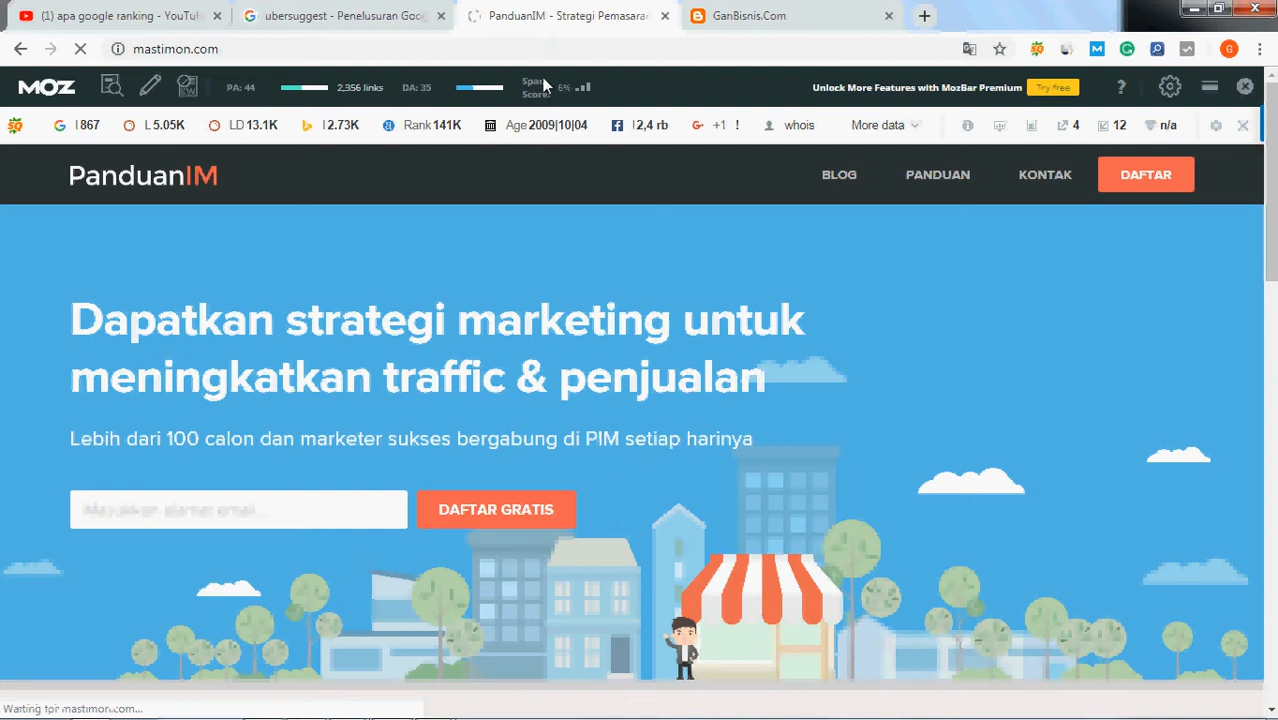 (1) apa google ranking - YouTu
ubersuggest - Penelusuran Goog
PanduanIM - Strategi Pemasara
GanBisnis.Com
mastimon.com
MOZ
PA: 44
2,356 links
DA: 35
Spam Score: 6%
Unlock More Features with MozBar Premium
Try free
I 867
L 5.05K
LD 13.1K
I 2.73K
Rank 141K
Age 2009|10|04
I 2,4 rb
+1 !
whois
More data
4
12
n/a
PanduanIM
BLOG
PANDUAN
KONTAK
DAFTAR
Dapatkan strategi marketing untuk
meningkatkan traffic & penjualan
Lebih dari 100 calon dan marketer sukses bergabung di PIM setiap harinya
DAFTAR GRATIS
Waiting for mastimon.com...